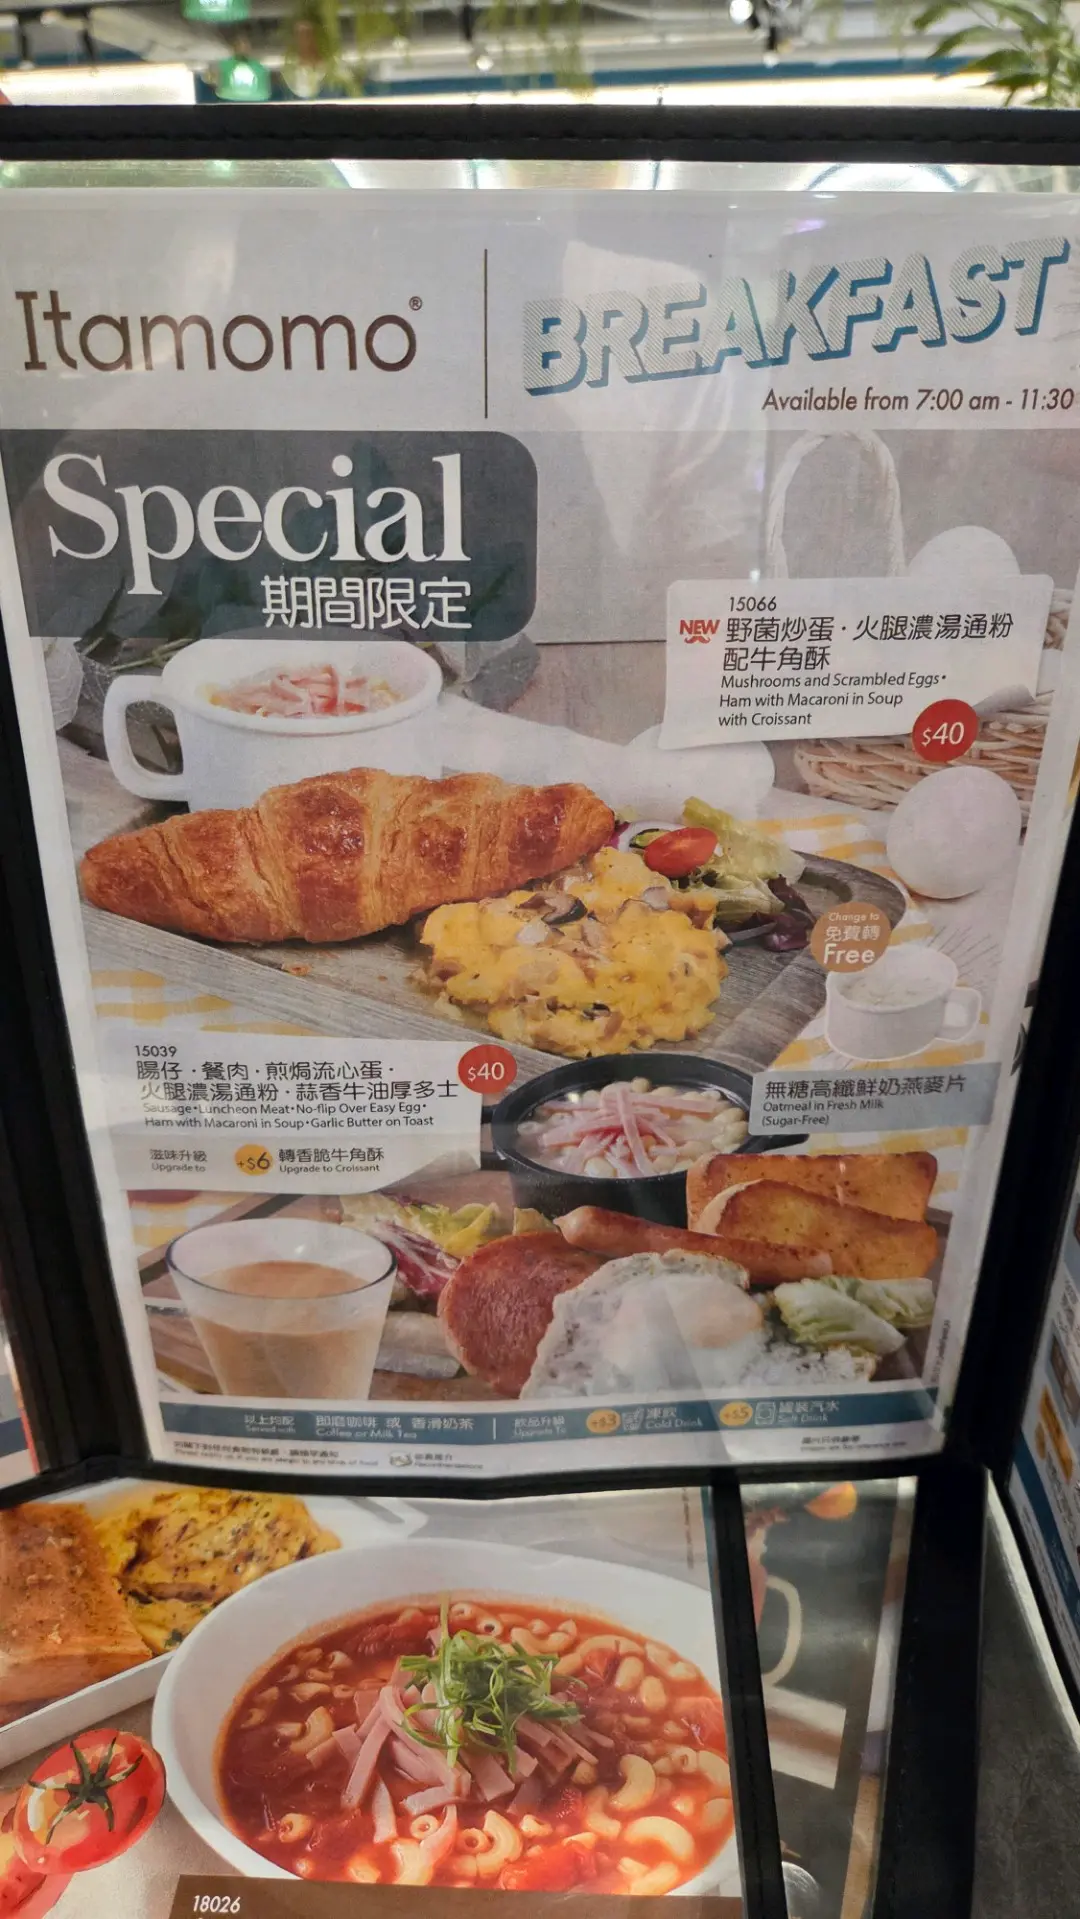 Itamomo®
BREAKFAST
Available from 7:00 am - 11:30
Special
期間限定
15066
NEW 野菌炒蛋·火腿濃湯通粉
配牛角酥
Mushrooms and Scrambled Eggs•
Ham with Macaroni in Soup
with Croissant
$40
Change to
免費轉
Free
無糖高纖鮮奶燕麥片
Oatmeal in Fresh Milk
(Sugar-Free)
15039
腸仔·餐肉·煎焗流心蛋·
火腿濃湯通粉·蒜香牛油厚多士
$40
Sausage•Luncheon Meat•No-flip Over Easy Egg•
Ham with Macaroni in Soup•Garlic Butter on Toast
滋味升級 +$6 轉香脆牛角酥
Upgrade to Upgrade to Croissant
以上均配 即磨咖啡 或 香滑奶茶 飲品升級 +$3 凍飲 +$5 罐裝汽水
Served with Coffee or Milk Tea Upgrade To Cold Drink Soft Drink
18026